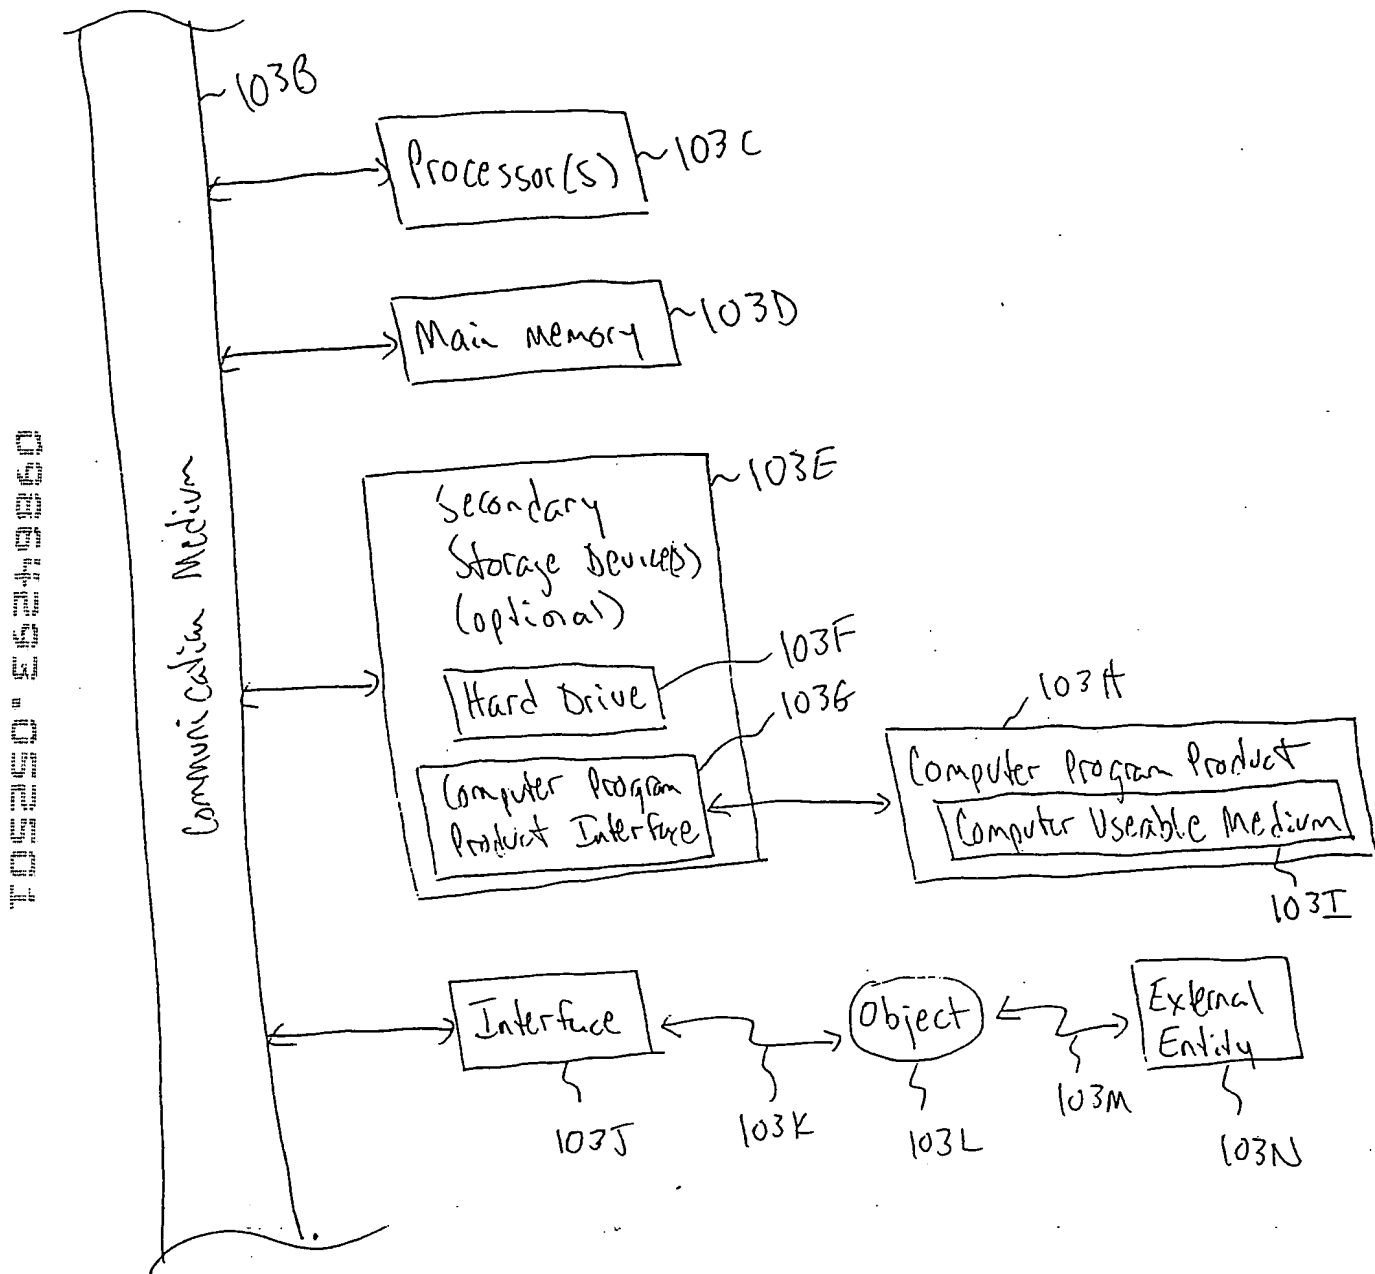 103B
Processor(s)
103C
Main Memory
103D
Communication Medium
103E
Secondary
Storage Device(s)
(optional)
103F
Hard Drive
103G
Computer Program
Product Interface
103H
Computer Program Product
Computer Useable Medium
103I
Interface
103J
103K
Object
103L
103M
External
Entity
103N
09864293.052501